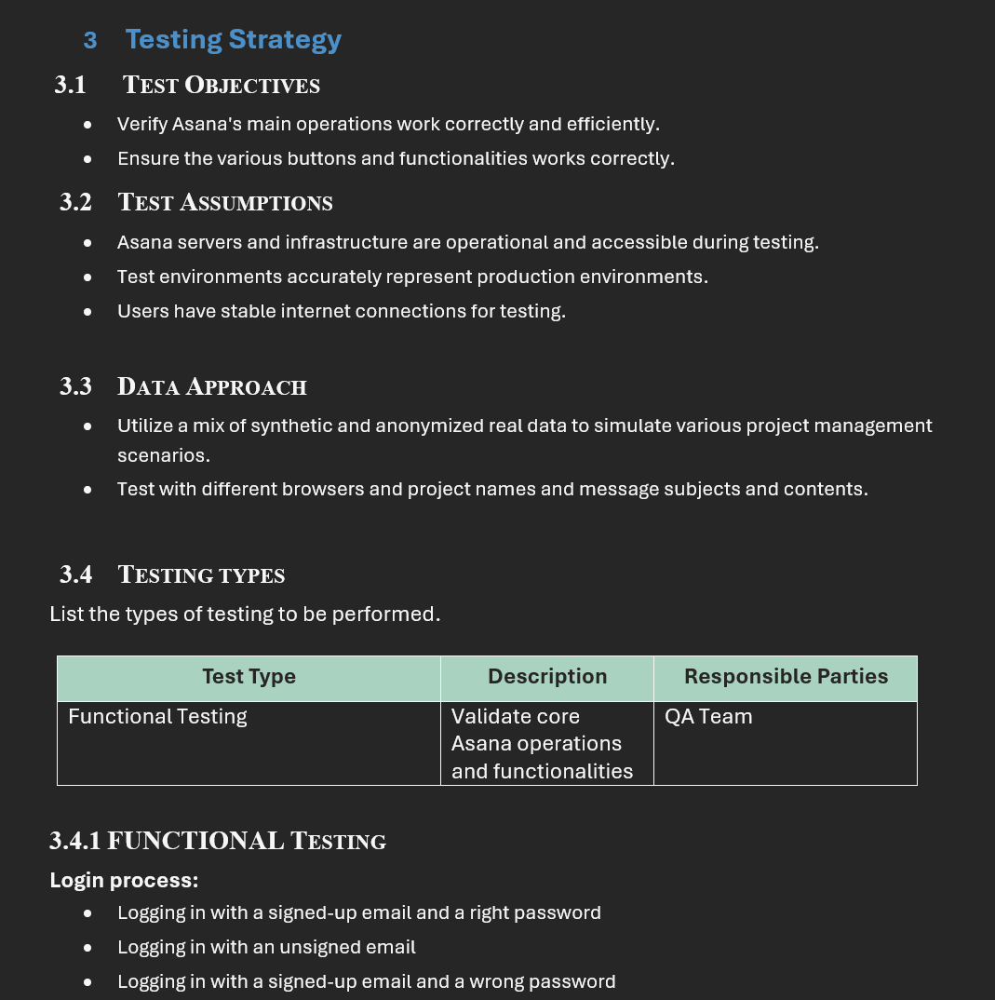 3 Testing Strategy
3.1 TEST OBJECTIVES
• Verify Asana's main operations work correctly and efficiently.
• Ensure the various buttons and functionalities works correctly.
3.2 TEST ASSUMPTIONS
• Asana servers and infrastructure are operational and accessible during testing.
• Test environments accurately represent production environments.
• Users have stable internet connections for testing.
3.3 DATA APPROACH
• Utilize a mix of synthetic and anonymized real data to simulate various project management
scenarios.
• Test with different browsers and project names and message subjects and contents.
3.4 TESTING TYPES
List the types of testing to be performed.
Test Type Description Responsible Parties
Functional Testing Validate core QA Team
Asana operations
and functionalities
3.4.1 FUNCTIONAL TESTING
Login process:
• Logging in with a signed-up email and a right password
• Logging in with an unsigned email
• Logging in with a signed-up email and a wrong password